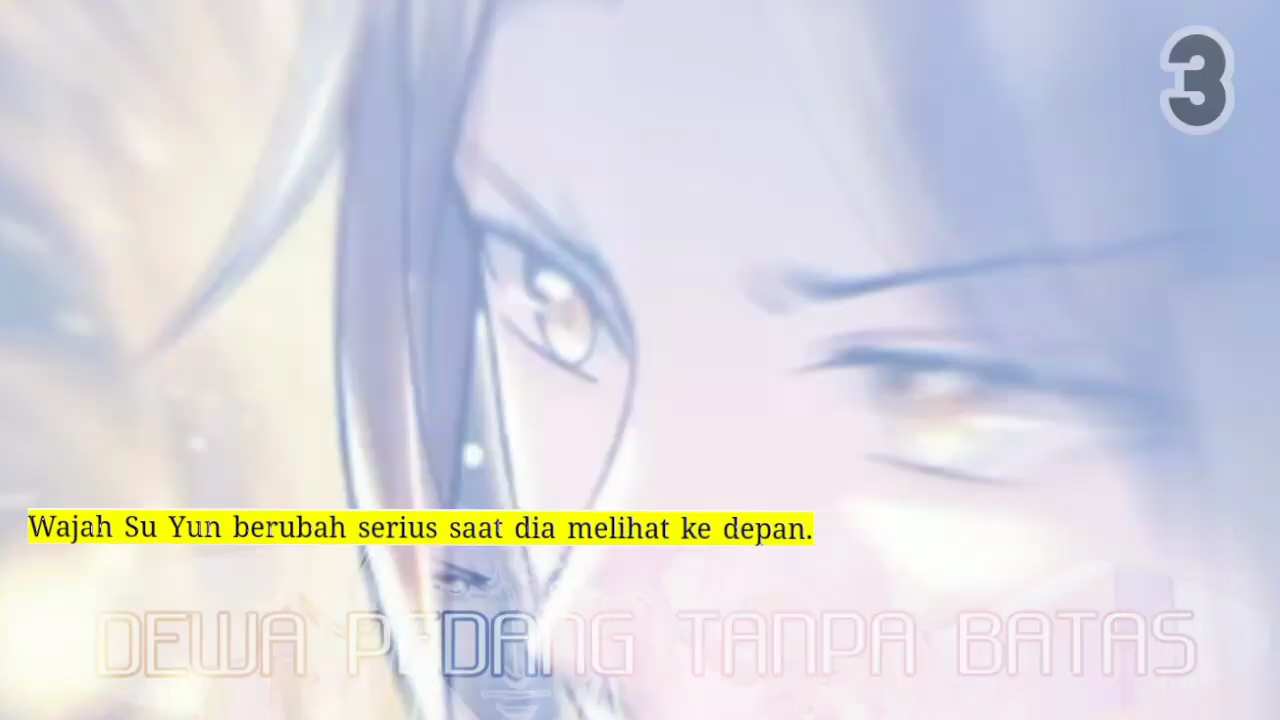 3
Wajah Su Yun berubah serius saat dia melihat ke depan.
DEWA PEDANG TANPA BATAS